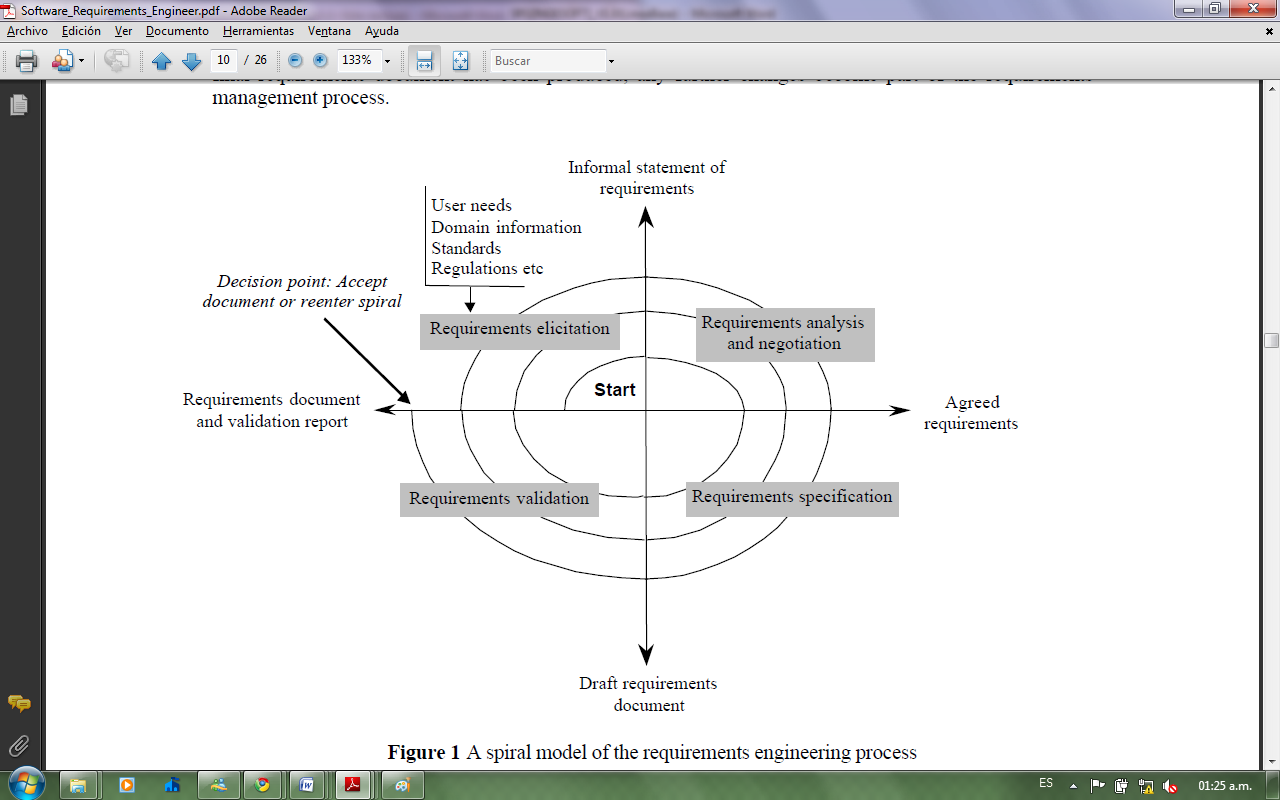 Software_Requirements_Engineer.pdf - Adobe Reader
Archivo Edición Ver Documento Herramientas Ventana Ayuda
10 / 26 133% Buscar
management process.
Informal statement of
requirements
User needs
Domain information
Standards
Regulations etc
Decision point: Accept
document or reenter spiral
Requirements elicitation
Requirements analysis
and negotiation
Start
Requirements document
and validation report
Agreed
requirements
Requirements validation
Requirements specification
Draft requirements
document
Figure 1 A spiral model of the requirements engineering process
ES 01:25 a.m.